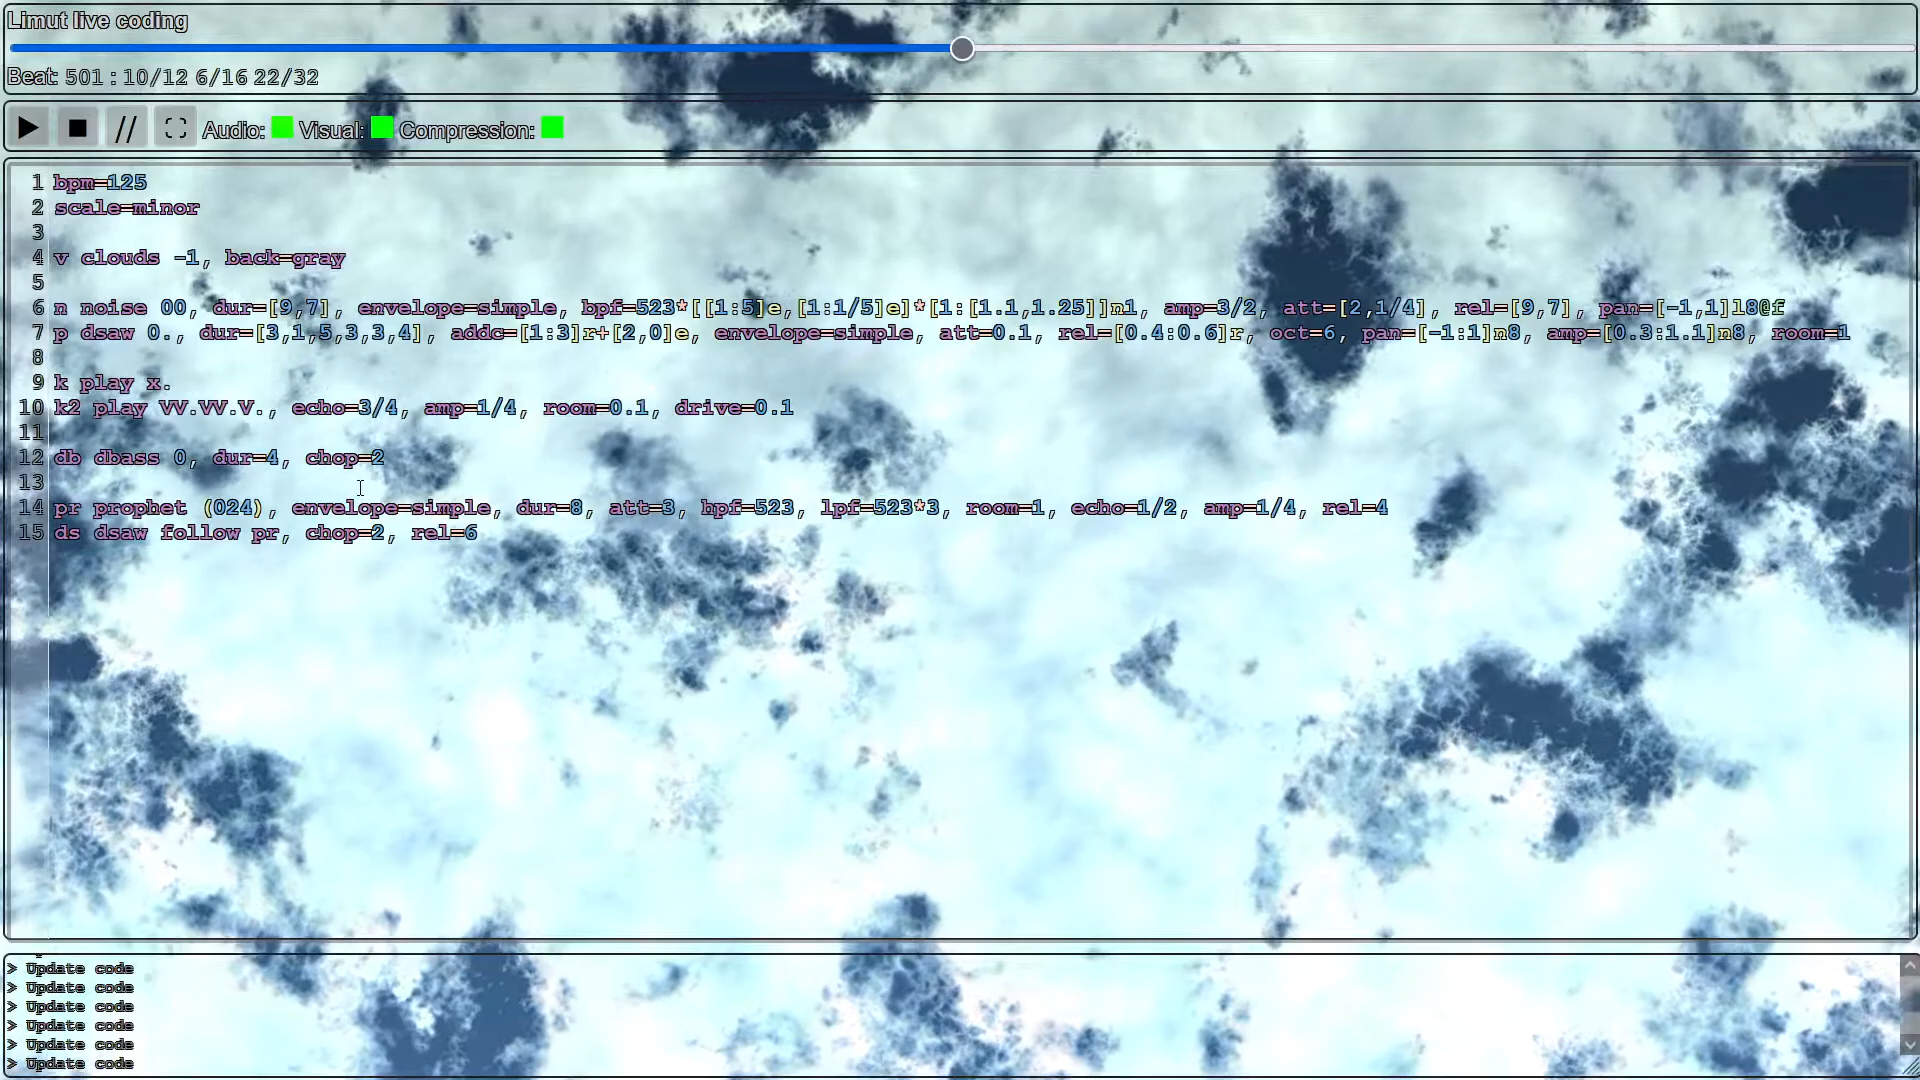 Limut live coding
Beat: 501 : 10/12 6/16 22/32
// Audio: Visual: Compression:
1 bpm=125
2 scale=minor
3
4 v clouds -1, back=gray
5
6 n noise 00, dur=[9,7], envelope=simple, bpf=523*[[1:5]e,[1:1/5]e]*[1:[1.1,1.25]]n1, amp=3/2, att=[2,1/4], rel=[9,7], pan=[-1,1]l8@f
7 p dsaw 0., dur=[3,1,5,3,3,4], addc=[1:3]r+[2,0]e, envelope=simple, att=0.1, rel=[0.4:0.6]r, oct=6, pan=[-1:1]n8, amp=[0.3:1.1]n8, room=1
8
9 k play x.
10 k2 play VV.VV.V., echo=3/4, amp=1/4, room=0.1, drive=0.1
11
12 db dbass 0, dur=4, chop=2
13
14 pr prophet (024), envelope=simple, dur=8, att=3, hpf=523, lpf=523*3, room=1, echo=1/2, amp=1/4, rel=4
15 ds dsaw follow pr, chop=2, rel=6
> Update code
> Update code
> Update code
> Update code
> Update code
> Update code